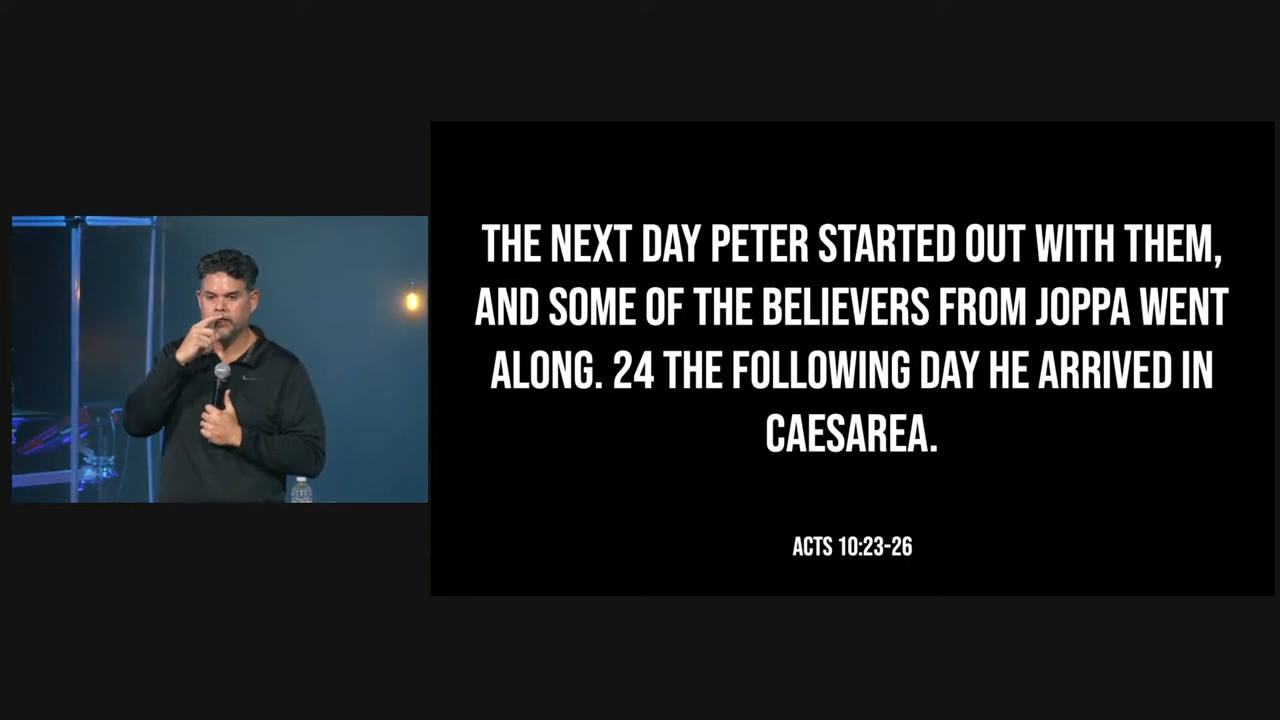 THE NEXT DAY PETER STARTED OUT WITH THEM,
AND SOME OF THE BELIEVERS FROM JOPPA WENT
ALONG. 24 THE FOLLOWING DAY HE ARRIVED IN
CAESAREA.
ACTS 10:23-26